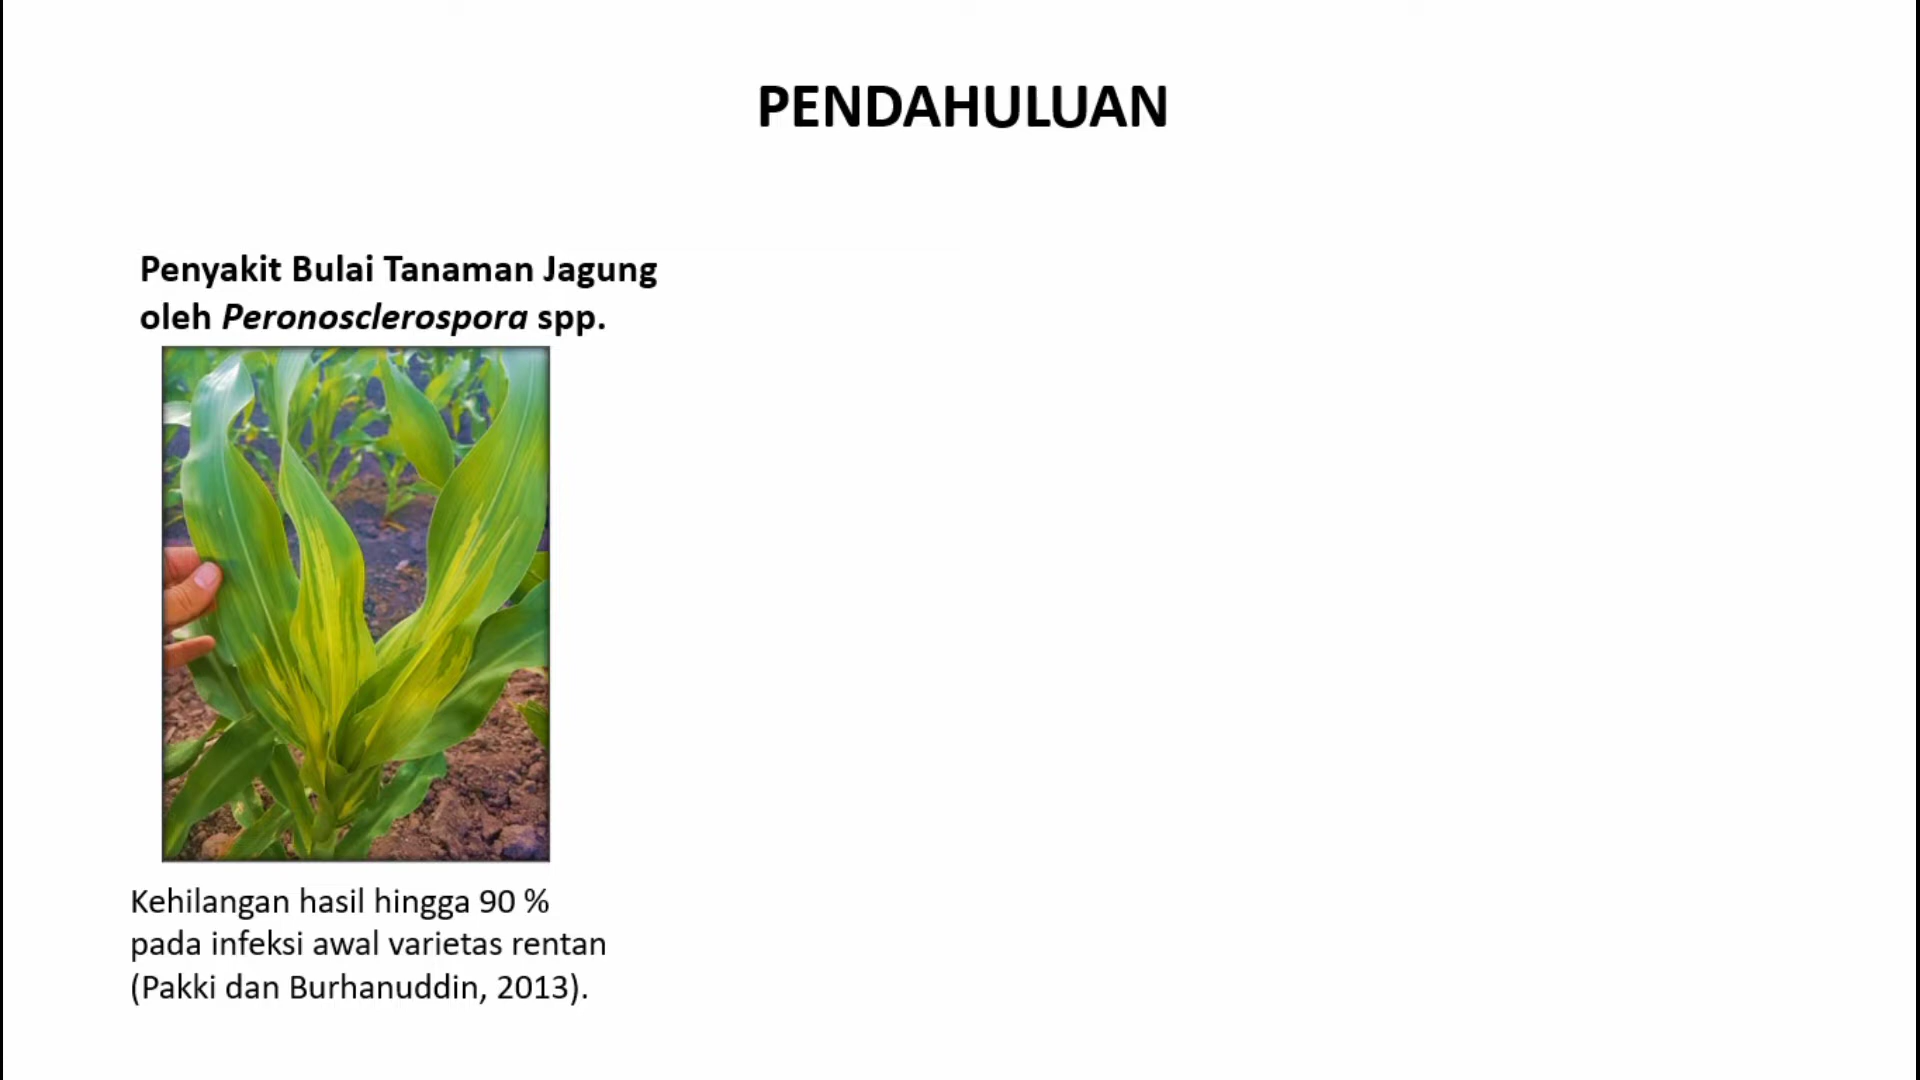 PENDAHULUAN
Penyakit Bulai Tanaman Jagung
oleh Peronosclerospora spp.
Kehilangan hasil hingga 90 %
pada infeksi awal varietas rentan
(Pakki dan Burhanuddin, 2013).